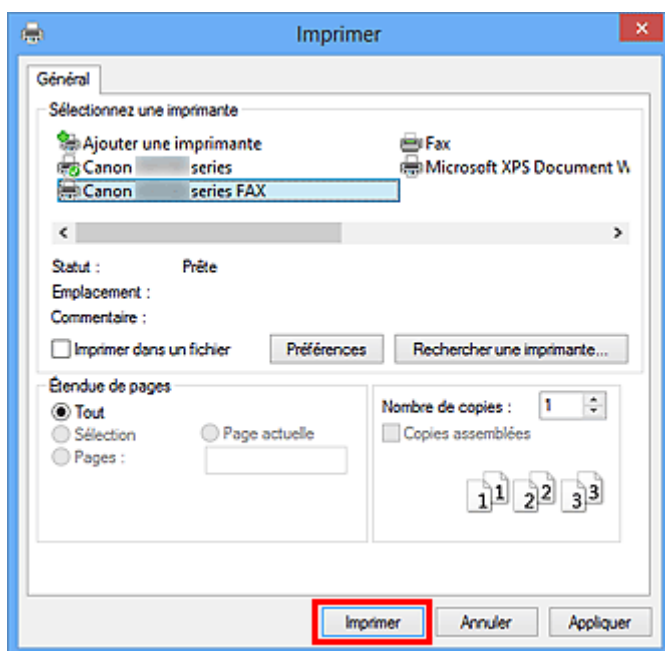 Imprimer
Général
Sélectionnez une imprimante
Ajouter une imprimante
Fax
Canon series
Microsoft XPS Document
Canon series FAX
Statut : Prête
Emplacement :
Commentaire :
Imprimer dans un fichier
Préférences
Rechercher une imprimante...
Étendue de pages
Tout
Sélection
Page actuelle
Pages :
Nombre de copies : 1
Copies assemblées
1 1 2 2 3 3
Imprimer
Annuler
Appliquer